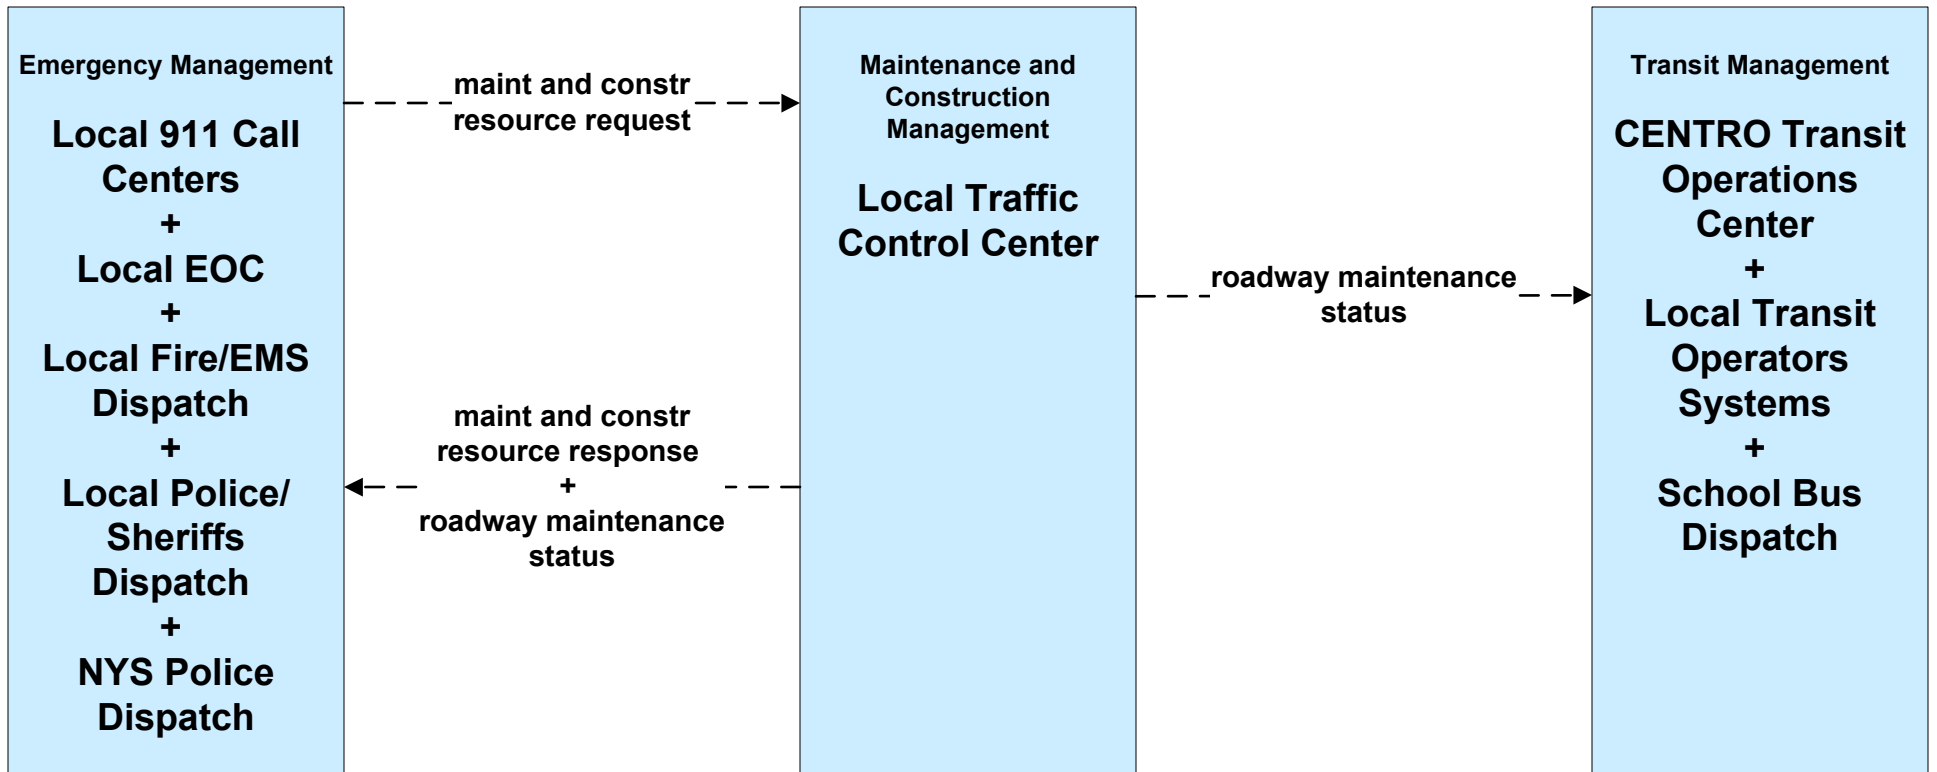 Emergency Management
Local 911 Call
Centers
+
Local EOC
+
Local Fire/EMS
Dispatch
+
Local Police/
Sheriffs
Dispatch
+
NYS Police
Dispatch
maint and constr
resource request
maint and constr
resource response
+
roadway maintenance
status
Maintenance and
Construction
Management
Local Traffic
Control Center
roadway maintenance
status
Transit Management
CENTRO Transit
Operations
Center
+
Local Transit
Operators
Systems
+
School Bus
Dispatch